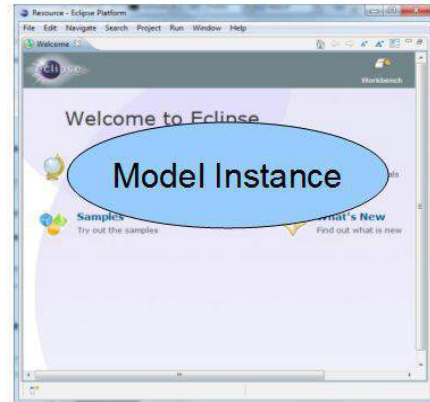 Resource - Eclipse Platform
File Edit Navigate Search Project Run Window Help
Welcome
eclipse
Workbench
Welcome to Eclipse
Model Instance
als
Samples
Try out the samples
What's New
Find out what is new